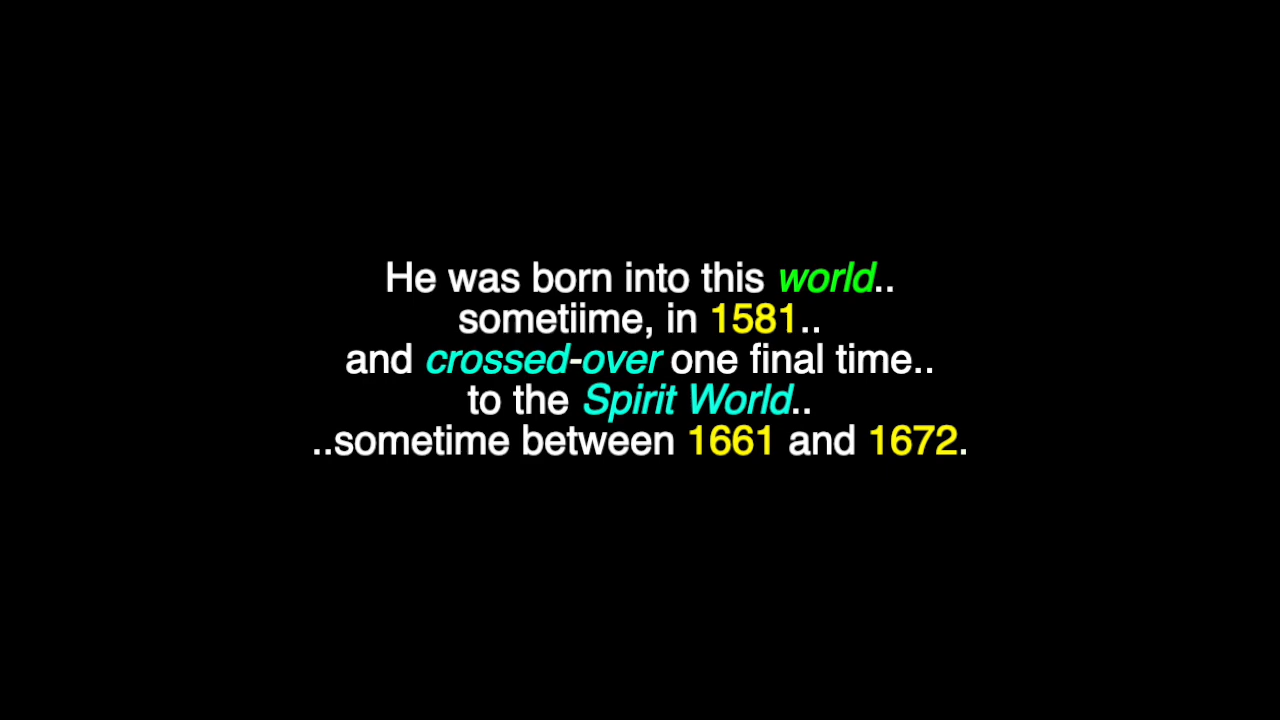 He was born into this world..
sometiime, in 1581..
and crossed-over one final time..
to the Spirit World..
..sometime between 1661 and 1672.